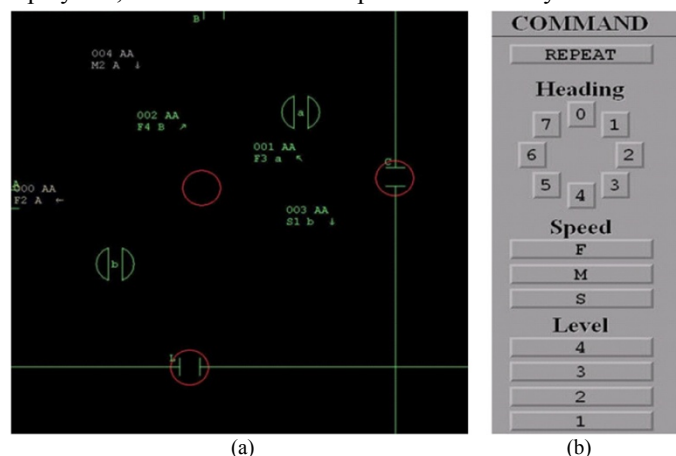 B
004 AA
M2 A ↓
002 AA
F4 B ↗
a
001 AA
F3 a ↖
C
A
000 AA
F2 A ←
003 AA
S1 b ↓
b
(a)
COMMAND
REPEAT
Heading
0
7 1
6 2
5 3
4
Speed
F
M
S
Level
4
3
2
1
(b)